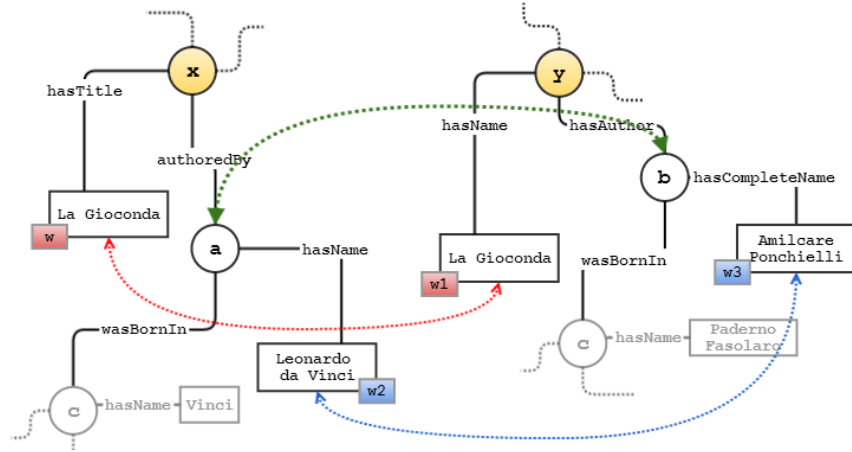 x
y
hasTitle
hasName
hasAuthor
authoredBy
b
hasCompleteName
La Gioconda
w
a
hasName
Amilcare
Ponchielli
w3
La Gioconda
w1
wasBornIn
wasBornIn
c
hasName
Paderno
Fasolaro
Leonardo
da Vinci
w2
c
hasName
Vinci